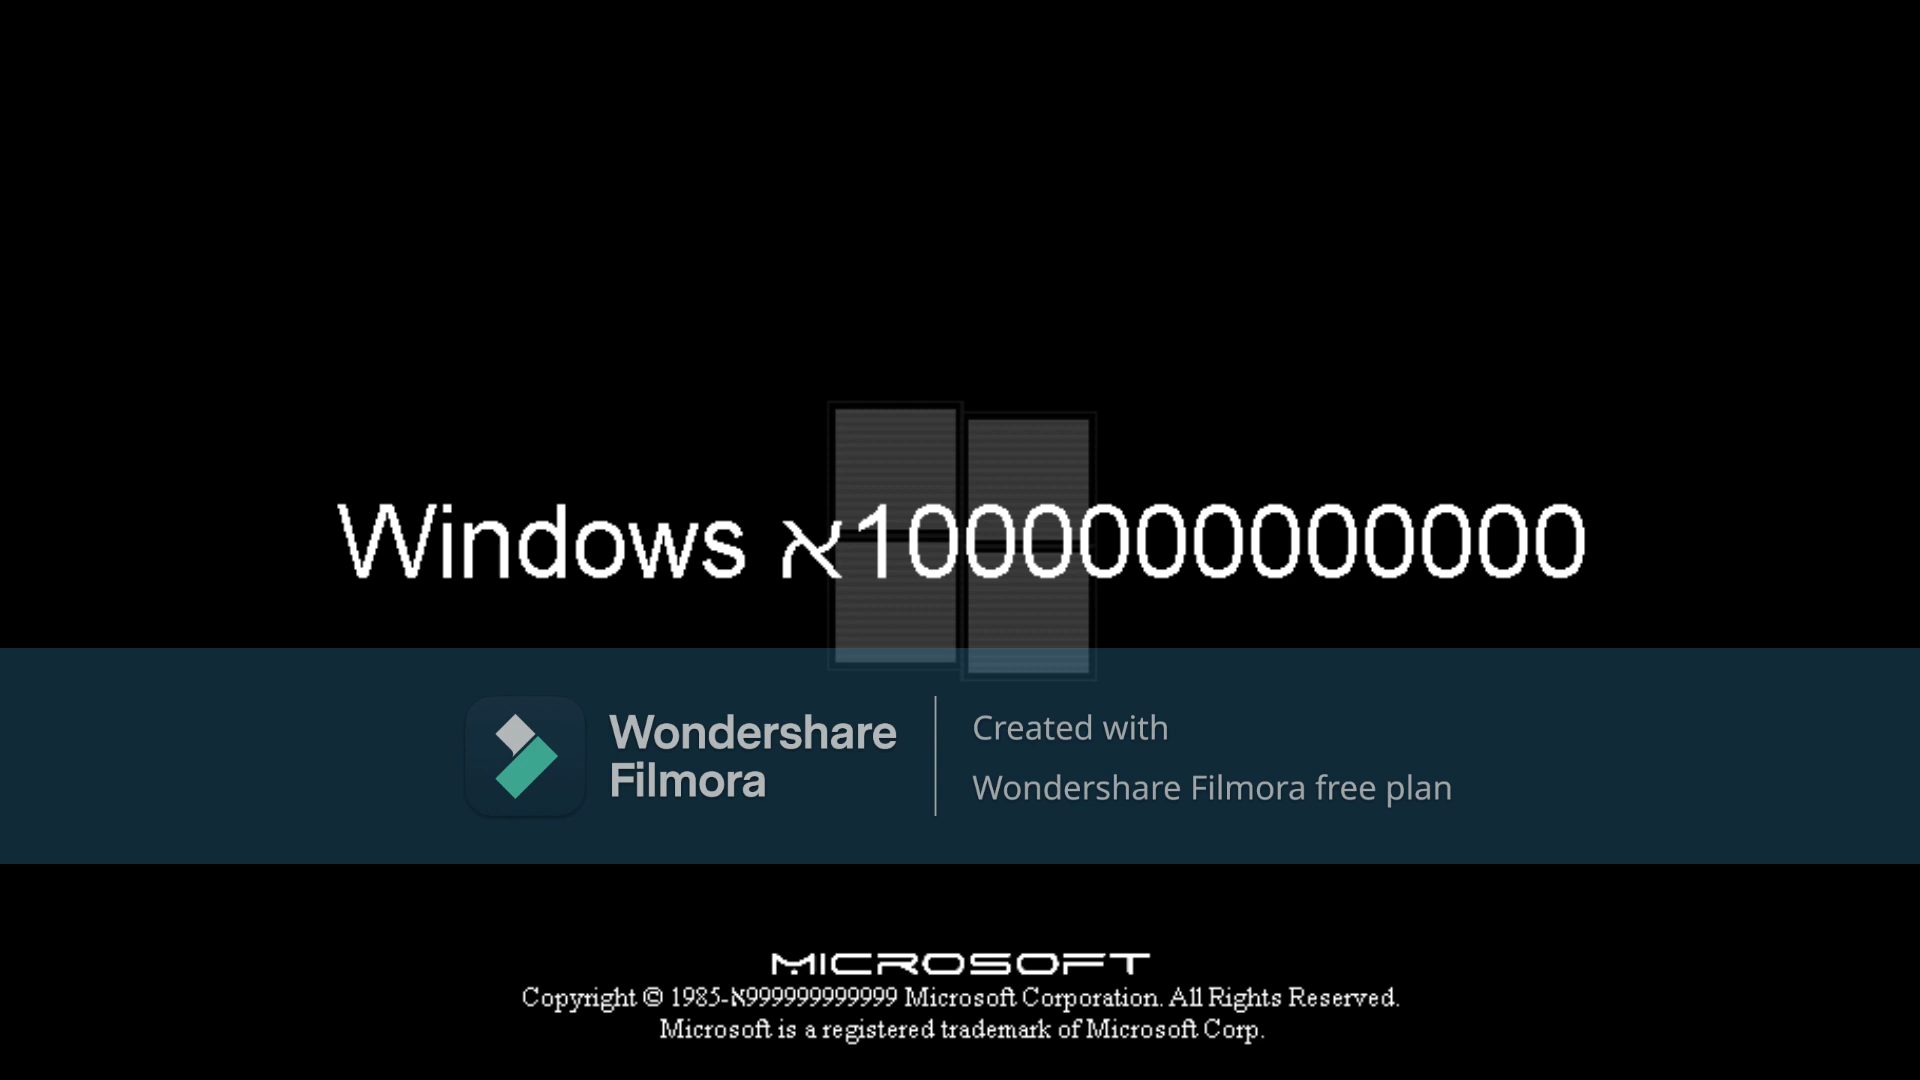 Windows א1000000000000
Wondershare
Filmora
Created with
Wondershare Filmora free plan
MICROSOFT
Copyright © 1985-א999999999999 Microsoft Corporation. All Rights Reserved.
Microsoft is a registered trademark of Microsoft Corp.